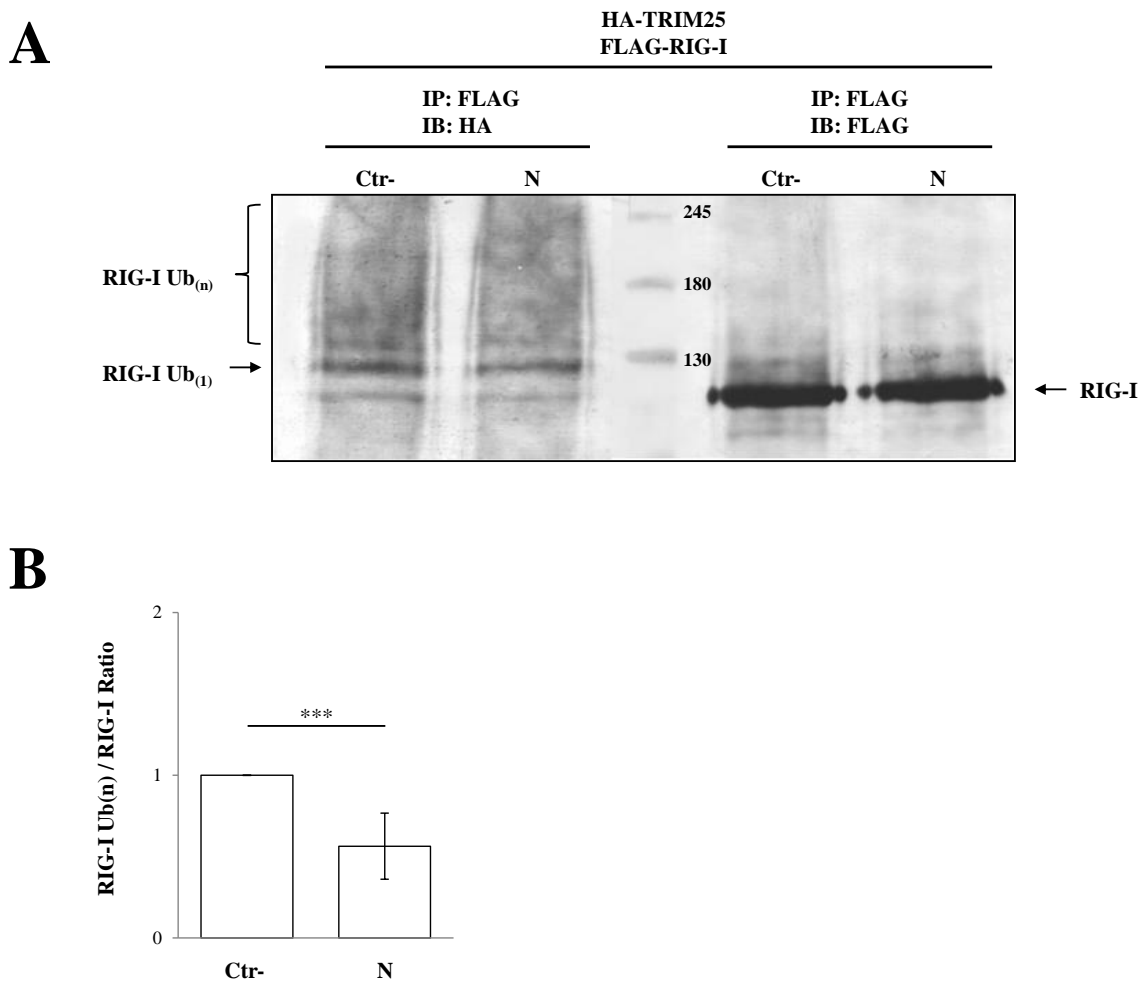 A
HA-TRIM25
FLAG-RIG-I
IP: FLAG
IB: HA
IP: FLAG
IB: FLAG
Ctr-
N
Ctr-
N
245
180
130
RIG-I Ub(n)
RIG-I Ub(1)
RIG-I
B
RIG-I Ub(n) / RIG-I Ratio
2
1
0
***
Ctr-
N